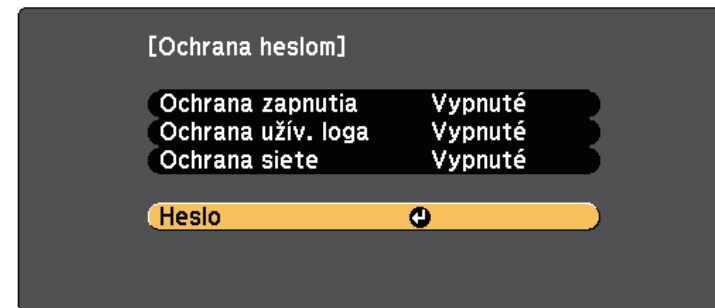 [Ochrana heslom]
Ochrana zapnutia Vypnuté
Ochrana užív. loga Vypnuté
Ochrana siete Vypnuté
Heslo